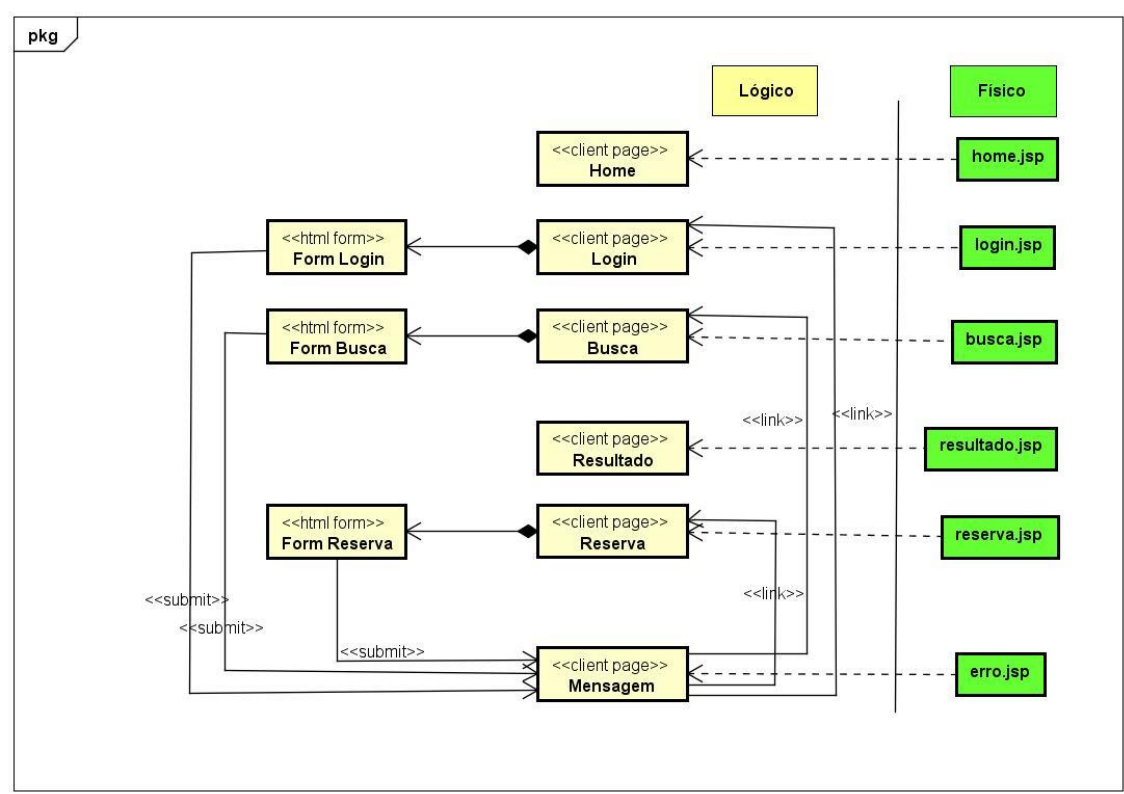 pkg
Lógico
Físico
<<client page>>
Home
home.jsp
<<html form>>
Form Login
<<client page>>
Login
login.jsp
<<html form>>
Form Busca
<<client page>>
Busca
busca.jsp
<<link>>
<<link>>
<<client page>>
Resultado
resultado.jsp
<<html form>>
Form Reserva
<<client page>>
Reserva
reserva.jsp
<<submit>>
<<link>>
<<submit>>
<<submit>>
<<client page>>
Mensagem
erro.jsp